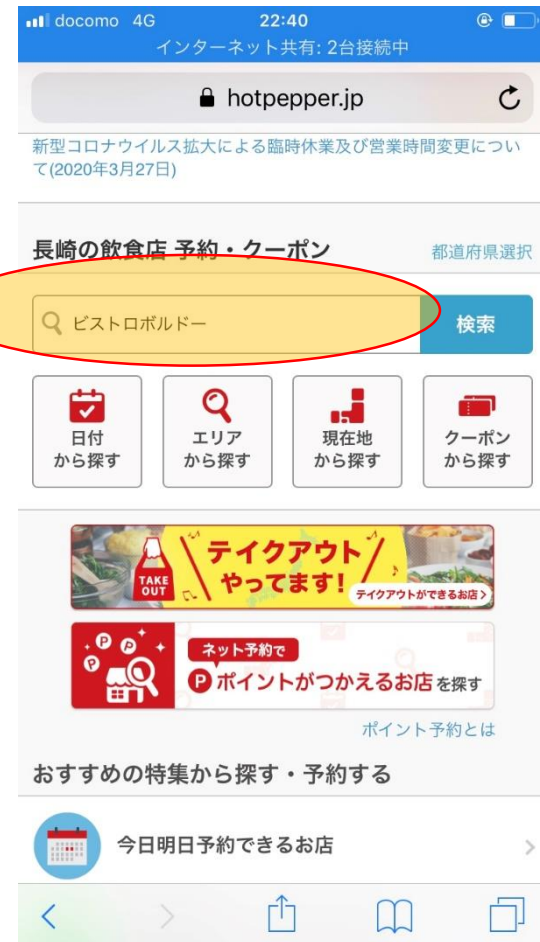 docomo 4G 22:40
インターネット共有: 2台接続中
hotpepper.jp
新型コロナウイルス拡大による臨時休業及び営業時間変更につい
て(2020年3月27日)
長崎の飲食店 予約・クーポン 都道府県選択
ビストロボルドー 検索
日付 エリア 現在地 クーポン
から探す から探す から探す から探す
TAKE
OUT
テイクアウト
やってます!
テイクアウトができるお店>
ネット予約で
Pポイントがつかえるお店を探す
ポイント予約とは
おすすめの特集から探す・予約する
今日明日予約できるお店